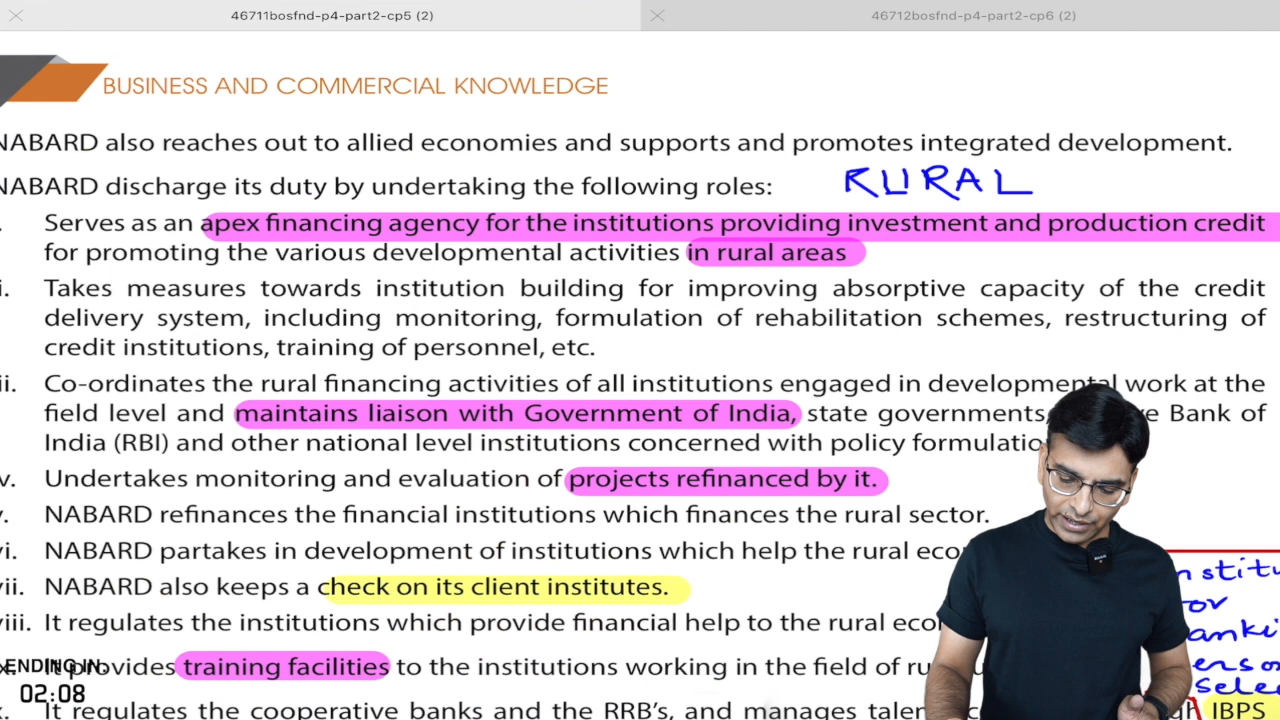 46711bosfnd-p4-part2-cp5 (2)
46712bosfnd-p4-part2-cp6 (2)
BUSINESS AND COMMERCIAL KNOWLEDGE
NABARD also reaches out to allied economies and supports and promotes integrated development.
NABARD discharge its duty by undertaking the following roles:
RURAL
Serves as an apex financing agency for the institutions providing investment and production credit
for promoting the various developmental activities in rural areas
i. Takes measures towards institution building for improving absorptive capacity of the credit
delivery system, including monitoring, formulation of rehabilitation schemes, restructuring of
credit institutions, training of personnel, etc.
ii. Co-ordinates the rural financing activities of all institutions engaged in developmental work at the
field level and maintains liaison with Government of India, state governments, Bank of
India (RBI) and other national level institutions concerned with policy
v. Undertakes monitoring and evaluation of projects refinanced by it.
v. NABARD refinances the financial institutions which finances the rural sector.
vi. NABARD partakes in development of institutions which help the rural
vii. NABARD also keeps a check on its client institutes.
viii. It regulates the institutions which provide financial help to the rural
It provides training facilities to the institutions working in the field of
ENDING IN:
02:08
It regulates the cooperative banks and the RRB's, and manages IBPS